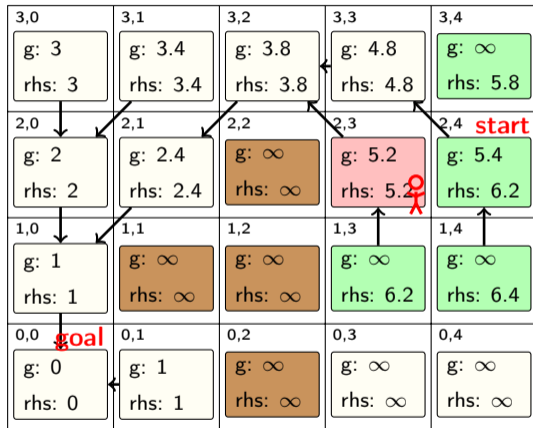 3,0 3,1 3,2 3,3 3,4
g: 3 g: 3.4 g: 3.8 g: 4.8 g: ∞
rhs: 3 rhs: 3.4 rhs: 3.8 rhs: 4.8 rhs: 5.8
2,0 2,1 2,2 2,3 2,4 start
g: 2 g: 2.4 g: ∞ g: 5.2 g: 5.4
rhs: 2 rhs: 2.4 rhs: ∞ rhs: 5.2 rhs: 6.2
1,0 1,1 1,2 1,3 1,4
g: 1 g: ∞ g: ∞ g: ∞ g: ∞
rhs: 1 rhs: ∞ rhs: ∞ rhs: 6.2 rhs: 6.4
0,0 goal 0,1 0,2 0,3 0,4
g: 0 g: 1 g: ∞ g: ∞ g: ∞
rhs: 0 rhs: 1 rhs: ∞ rhs: ∞ rhs: ∞